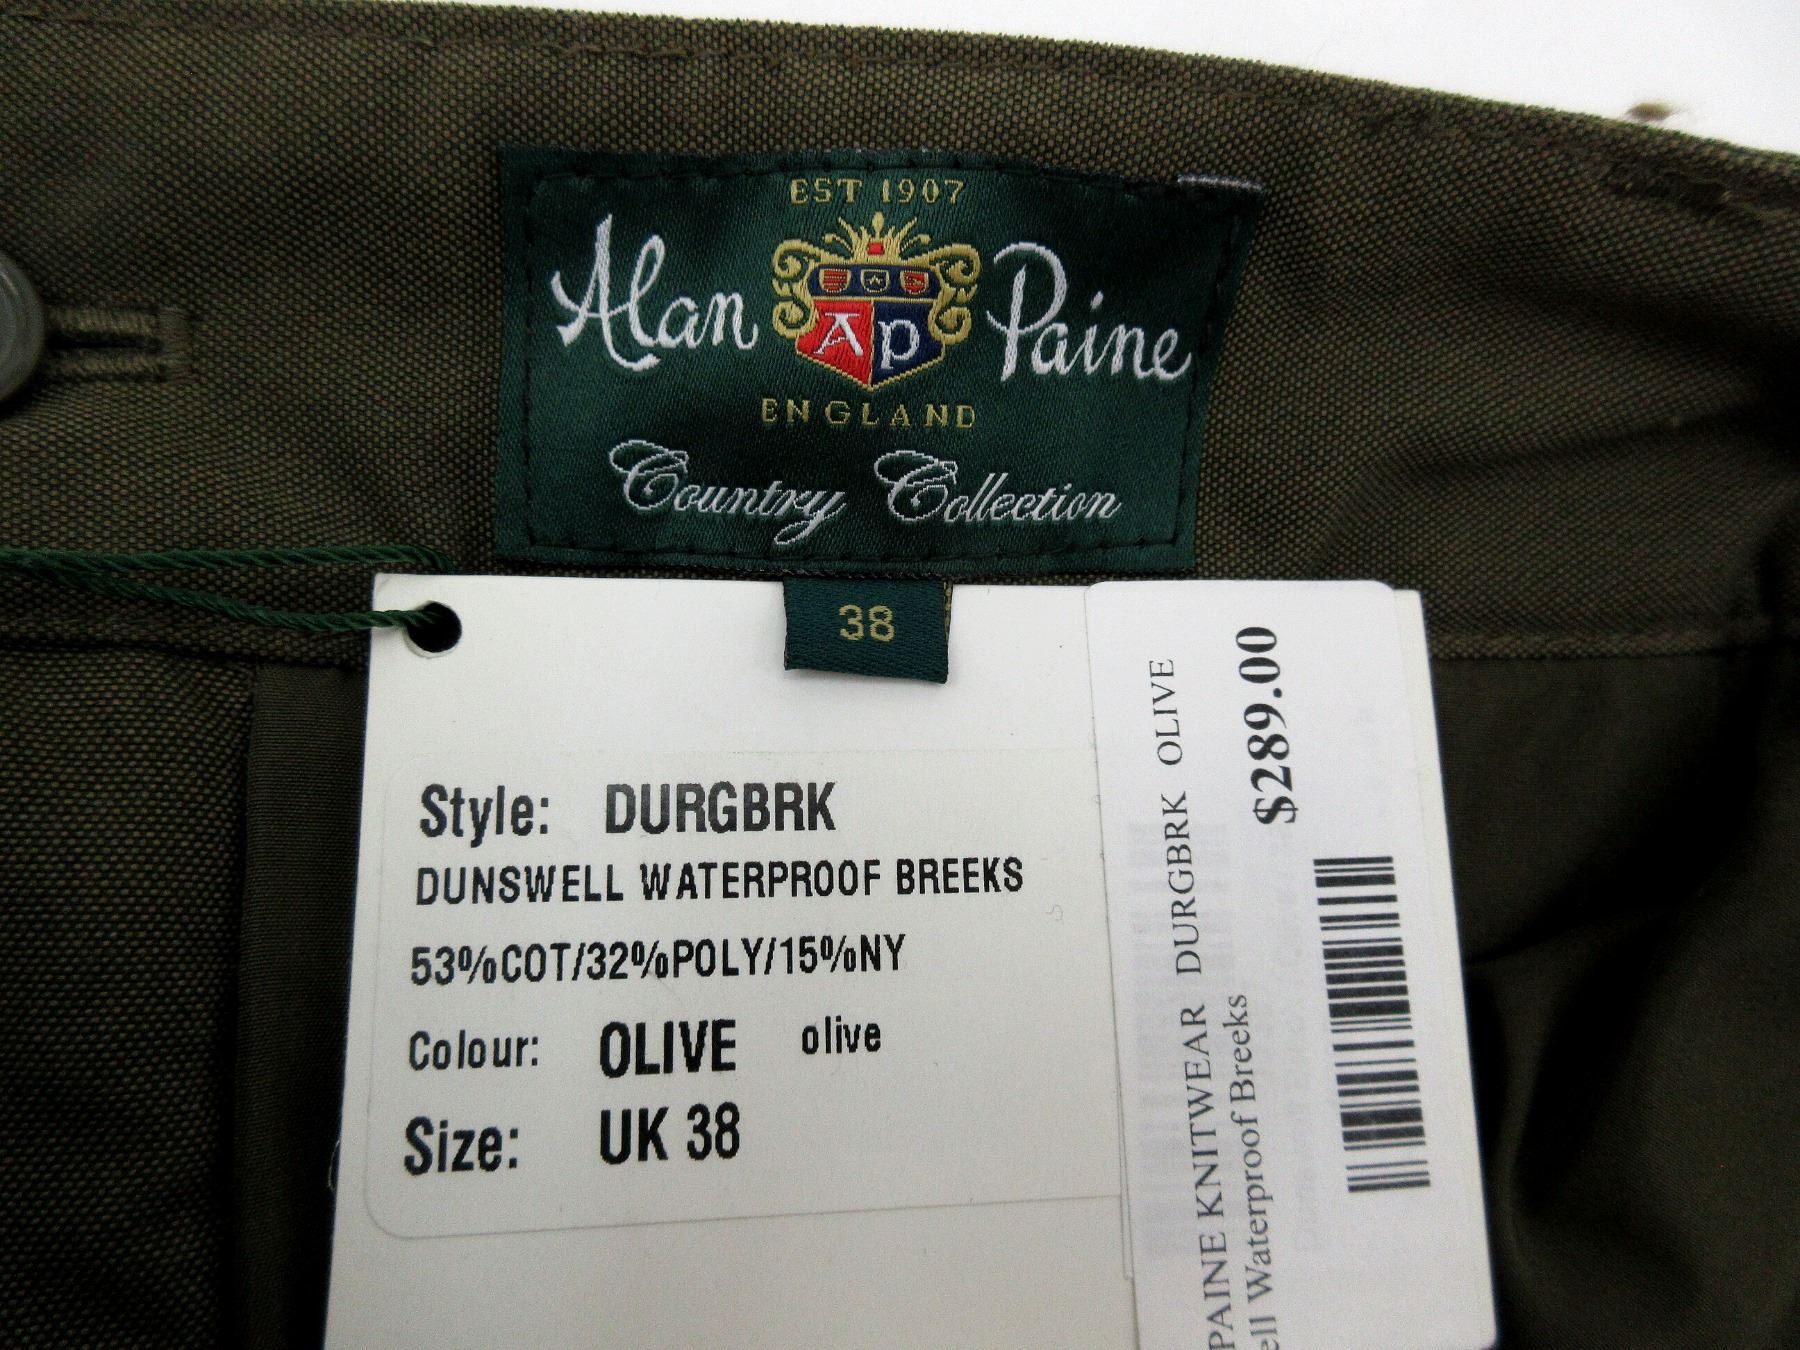 EST 1907
Alan Paine
AP
ENGLAND
Country Collection
38
Style: DURGBRK
DUNSWELL WATERPROOF BREEKS
53%COT/32%POLY/15%NY
Colour: OLIVE olive
Size: UK 38
PAINE KNITWEAR DURGBRK OLIVE
ell Waterproof Breeks
$289.00